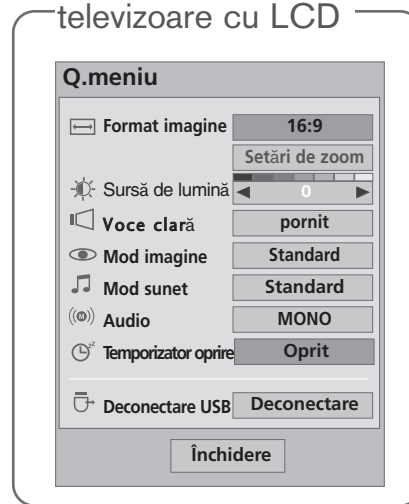 televizoare cu LCD
Q.meniu
Format imagine 16:9
Setări de zoom
Sursă de lumină ◄ 0 ►
Voce clară pornit
Mod imagine Standard
Mod sunet Standard
Audio MONO
Temporizator oprire Oprit
Deconectare USB Deconectare
Închidere